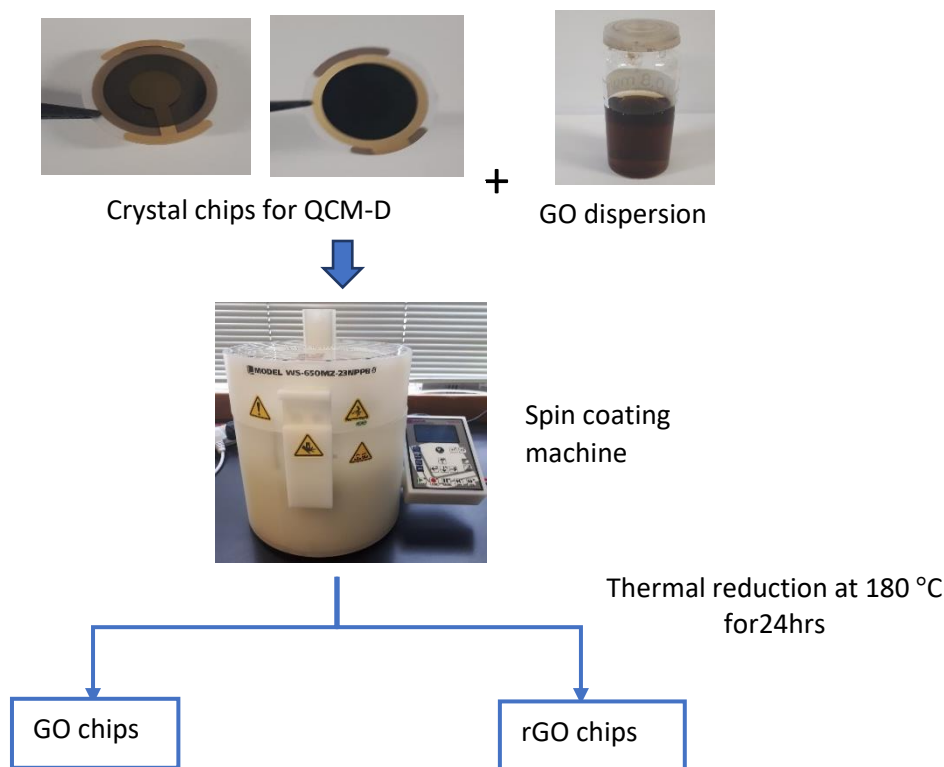 Crystal chips for QCM-D
+
GO dispersion
MODEL WS-650MZ-23NPPB
Spin coating
machine
Thermal reduction at 180 °C
for24hrs
GO chips
rGO chips